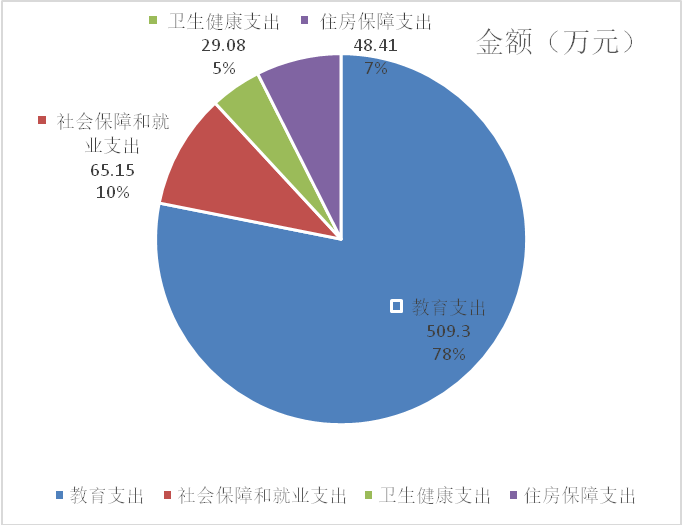 金额（万元）
卫生健康支出
29.08
5%
住房保障支出
48.41
7%
社会保障和就
业支出
65.15
10%
教育支出
509.3
78%
教育支出 社会保障和就业支出 卫生健康支出 住房保障支出